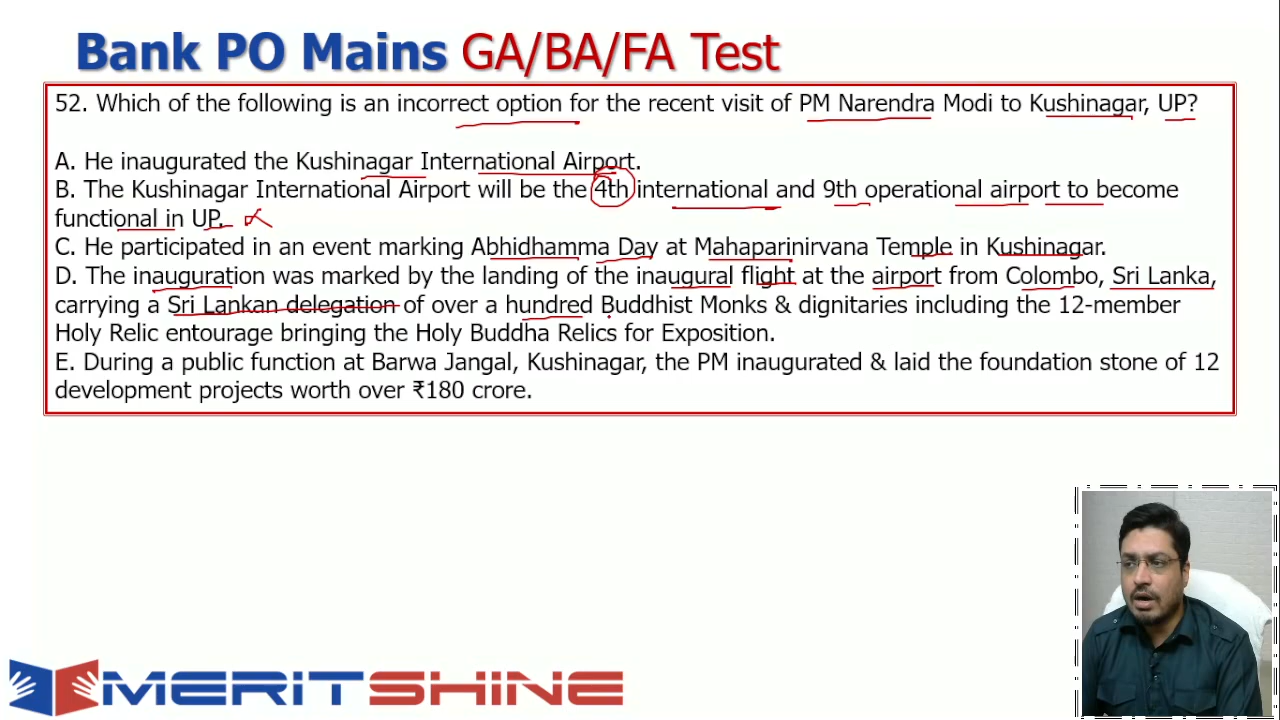 Bank PO Mains GA/BA/FA Test
52. Which of the following is an incorrect option for the recent visit of PM Narendra Modi to Kushinagar, UP?
A. He inaugurated the Kushinagar International Airport.
B. The Kushinagar International Airport will be the 4th international and 9th operational airport to become
functional in UP.
C. He participated in an event marking Abhidhamma Day at Mahaparinirvana Temple in Kushinagar.
D. The inauguration was marked by the landing of the inaugural flight at the airport from Colombo, Sri Lanka,
carrying a Sri Lankan delegation of over a hundred Buddhist Monks & dignitaries including the 12-member
Holy Relic entourage bringing the Holy Buddha Relics for Exposition.
E. During a public function at Barwa Jangal, Kushinagar, the PM inaugurated & laid the foundation stone of 12
development projects worth over ₹180 crore.
MERITSHINE